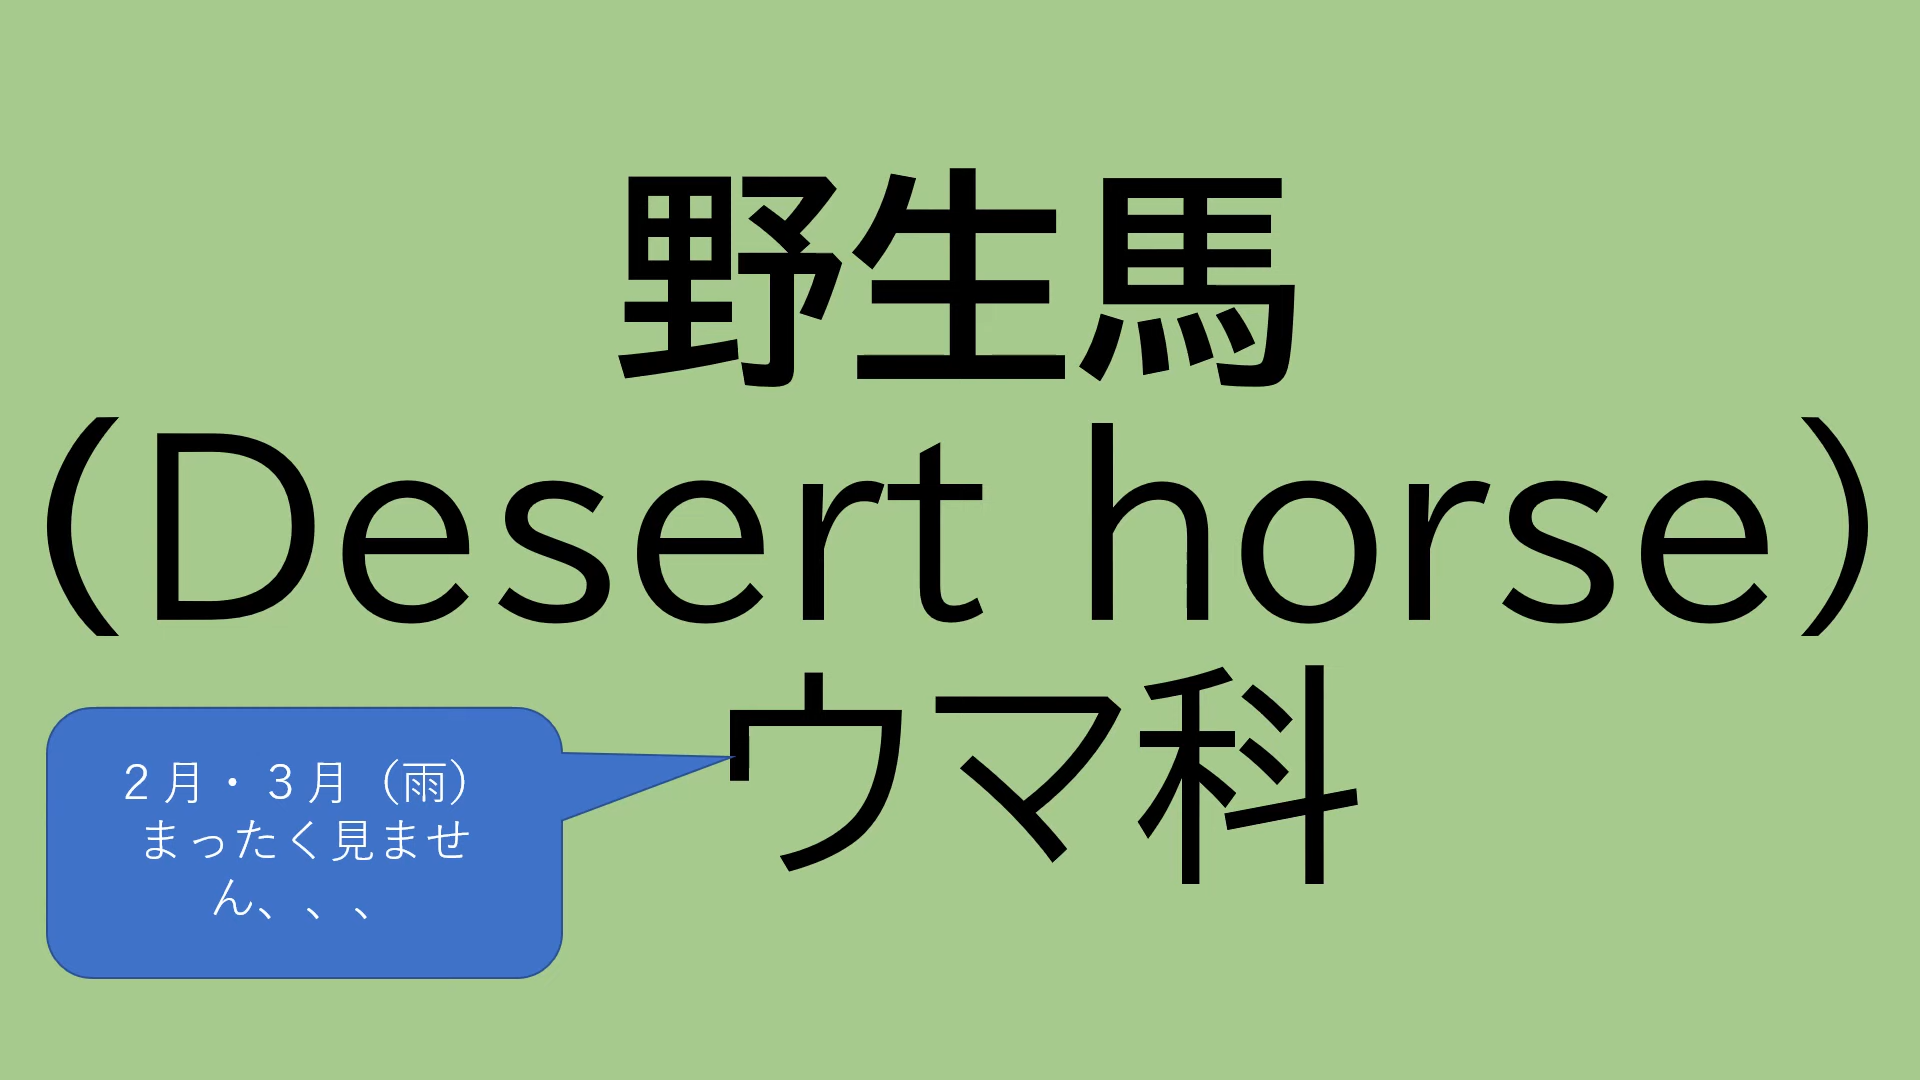 野生馬
（Desert horse）
ウマ科
２月・３月（雨）
まったく見ませ
ん、、、